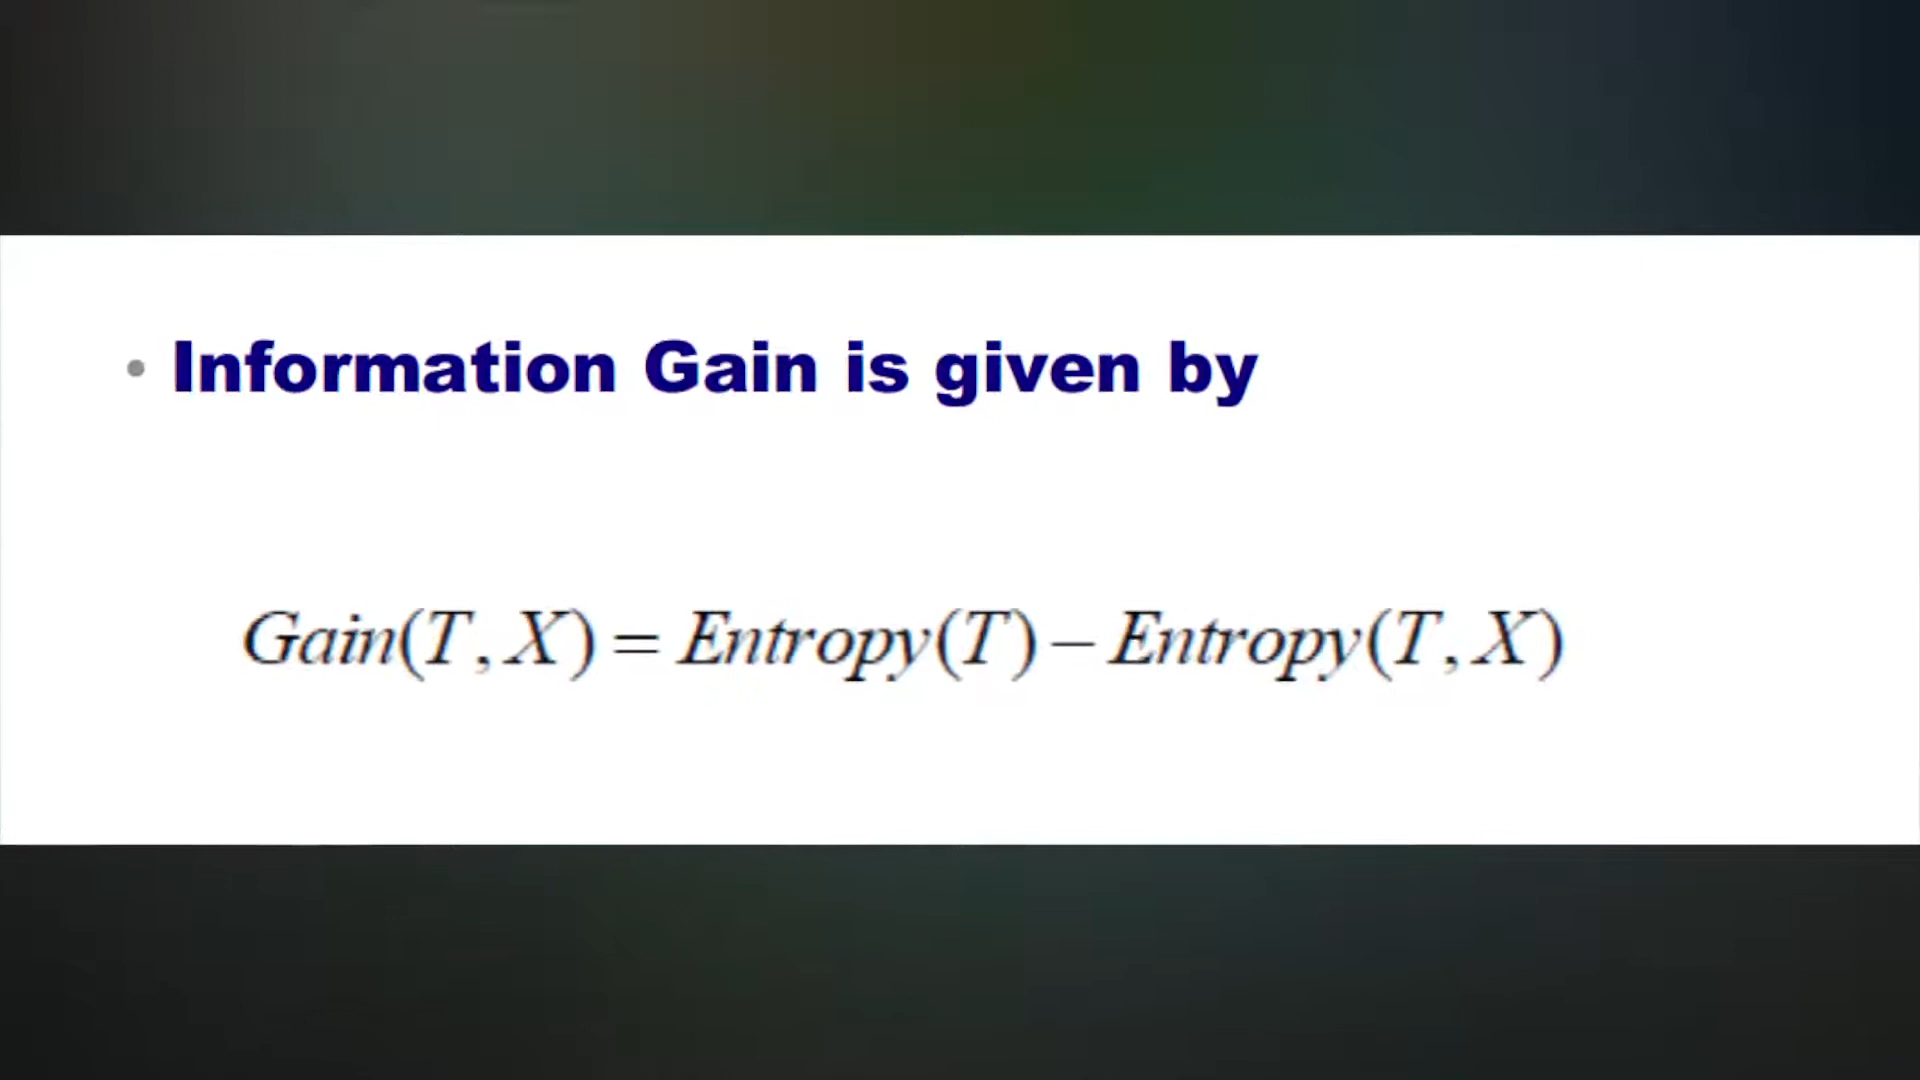 • Information Gain is given by
Gain(T, X) = Entropy(T) – Entropy(T, X)